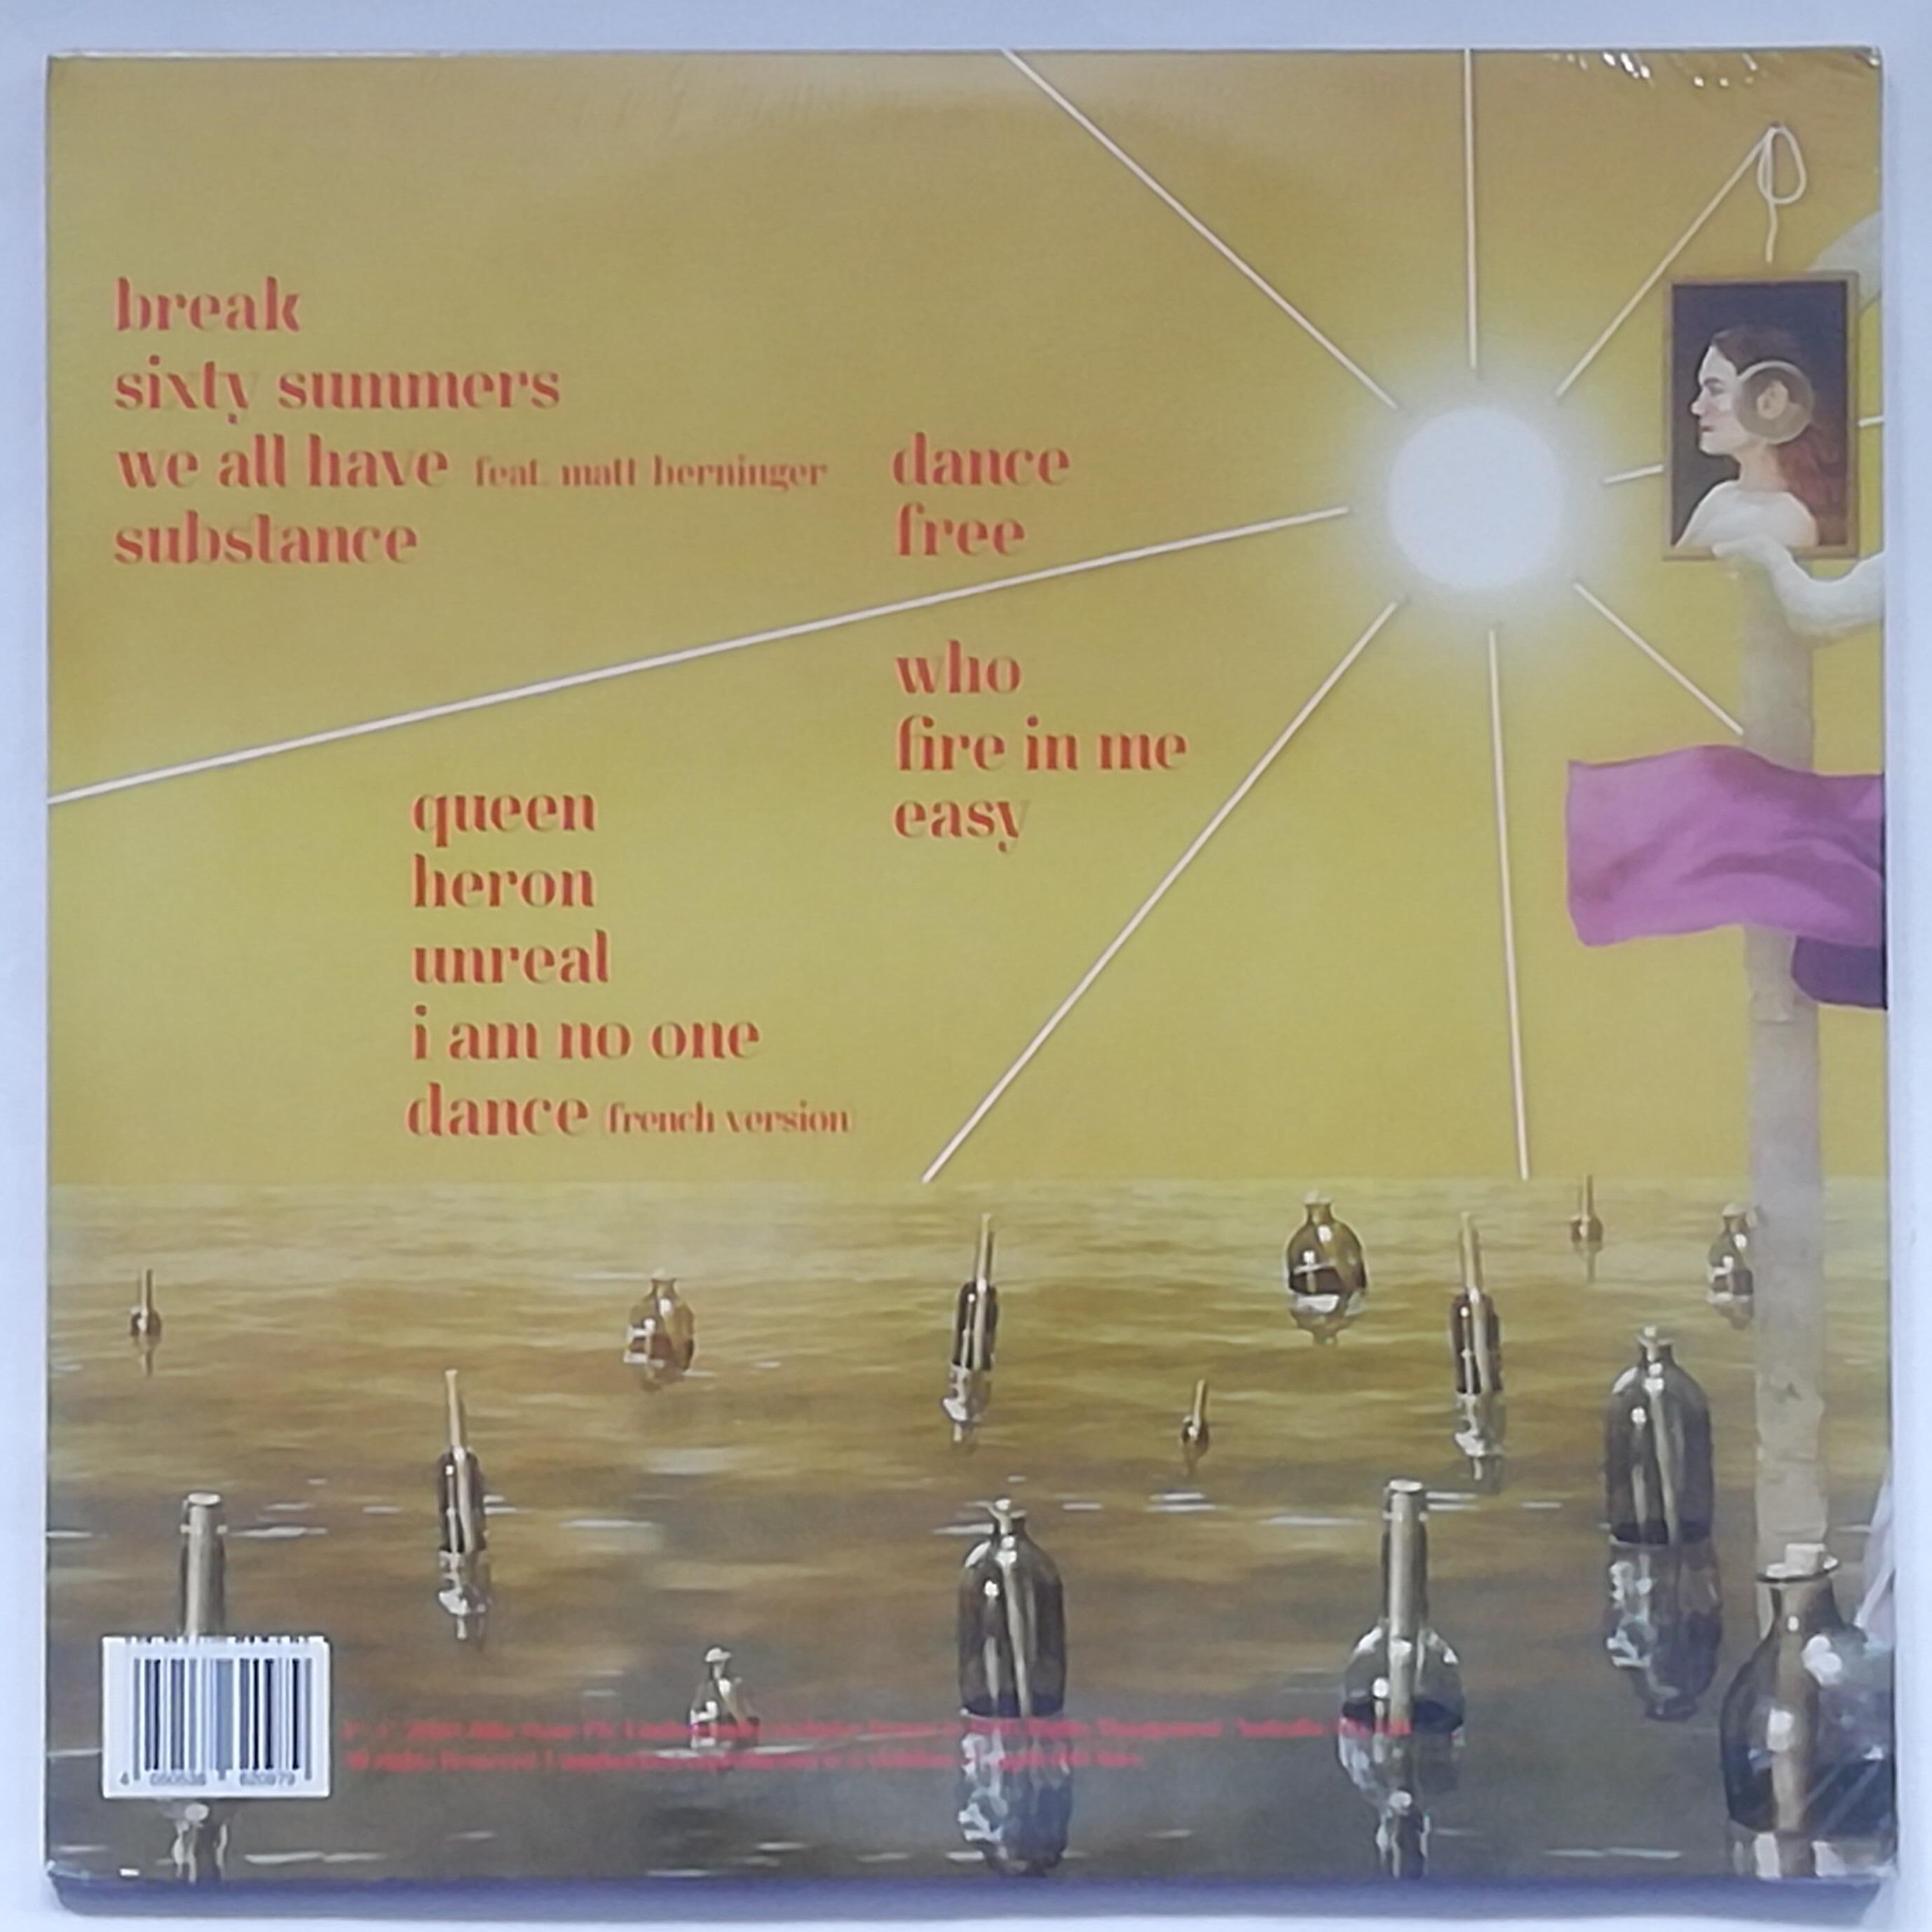 break
sixty summers
we all have feat. matt berninger
substance
dance
free
who
fire in me
easy
queen
heron
unreal
i am no one
dance (french version)